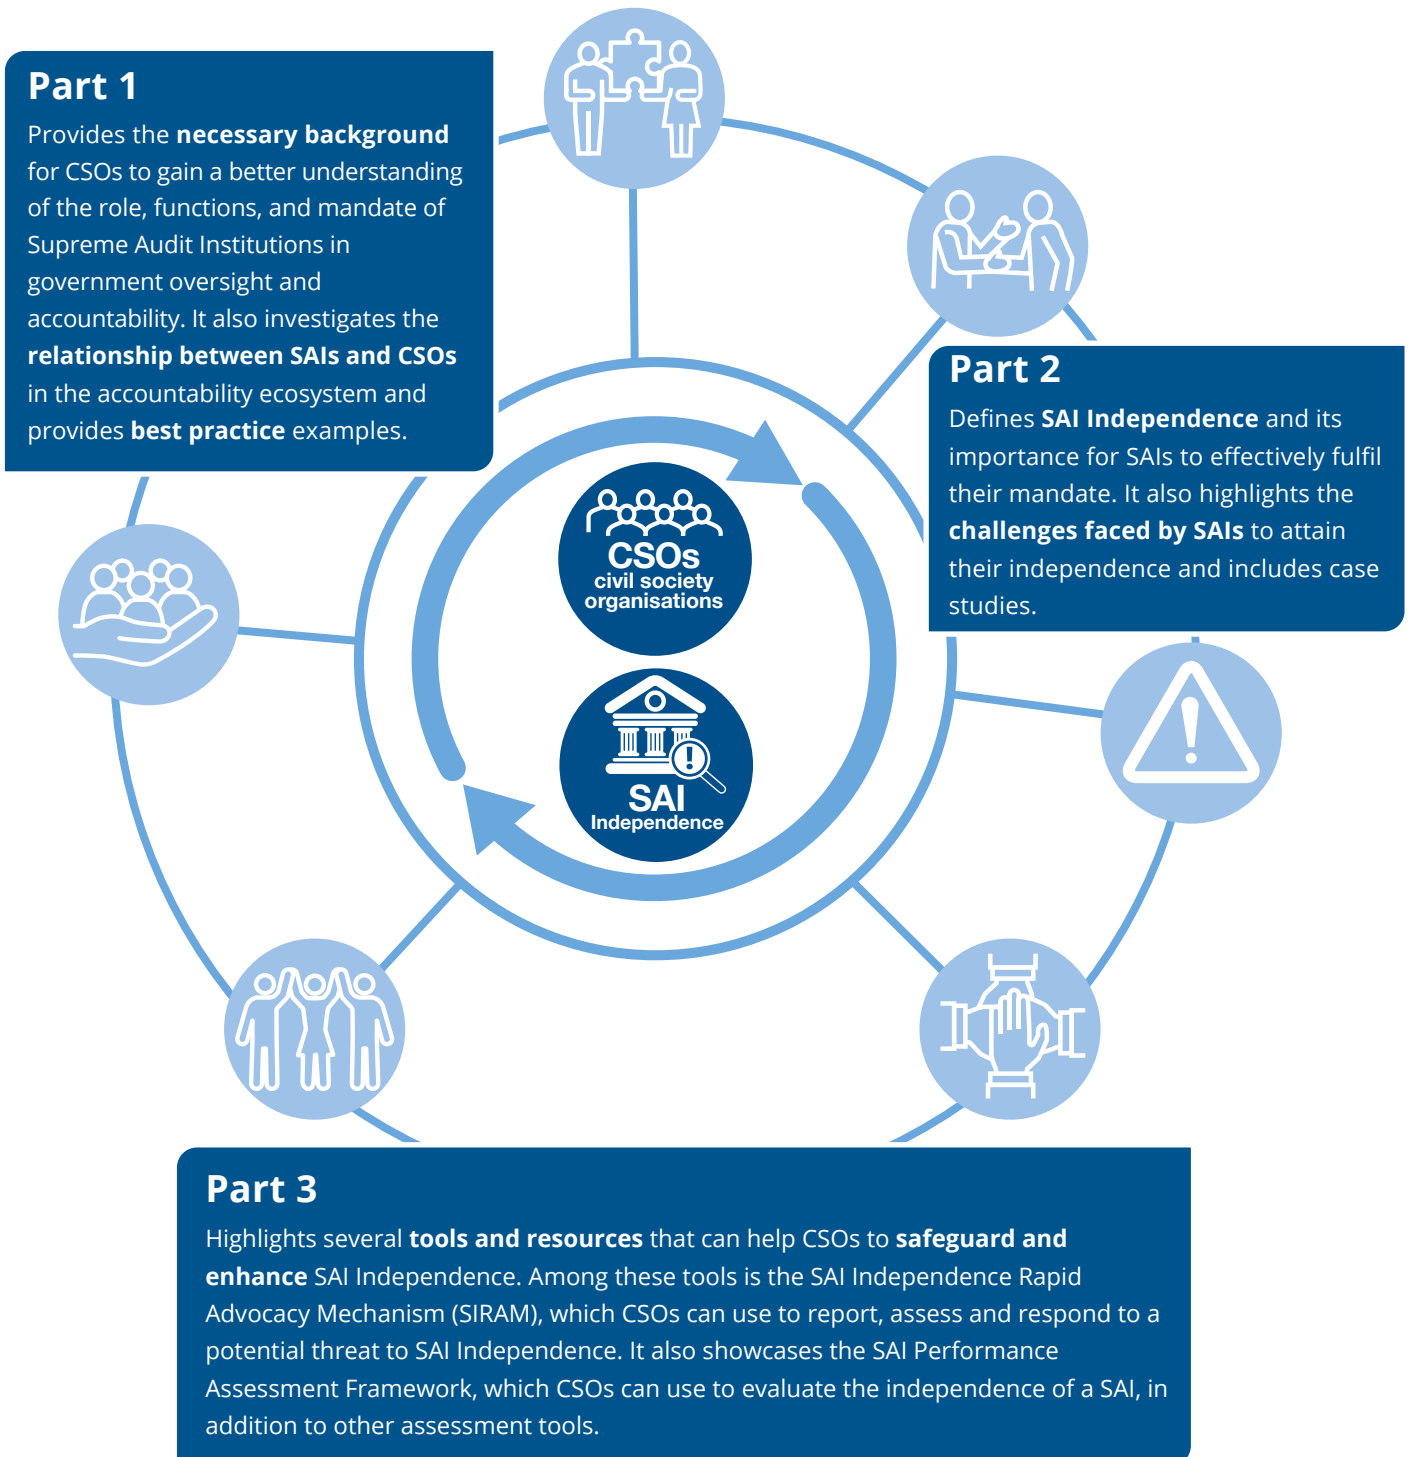 Part 1
Provides the necessary background
for CSOs to gain a better understanding
of the role, functions, and mandate of
Supreme Audit Institutions in
government oversight and
accountability. It also investigates the
relationship between SAIs and CSOs
in the accountability ecosystem and
provides best practice examples.
Part 2
Defines SAI Independence and its
importance for SAIs to effectively fulfil
their mandate. It also highlights the
challenges faced by SAIs to attain
their independence and includes case
studies.
CSOs
civil society
organisations
SAI
Independence
Part 3
Highlights several tools and resources that can help CSOs to safeguard and
enhance SAI Independence. Among these tools is the SAI Independence Rapid
Advocacy Mechanism (SIRAM), which CSOs can use to report, assess and respond to a
potential threat to SAI Independence. It also showcases the SAI Performance
Assessment Framework, which CSOs can use to evaluate the independence of a SAI, in
addition to other assessment tools.